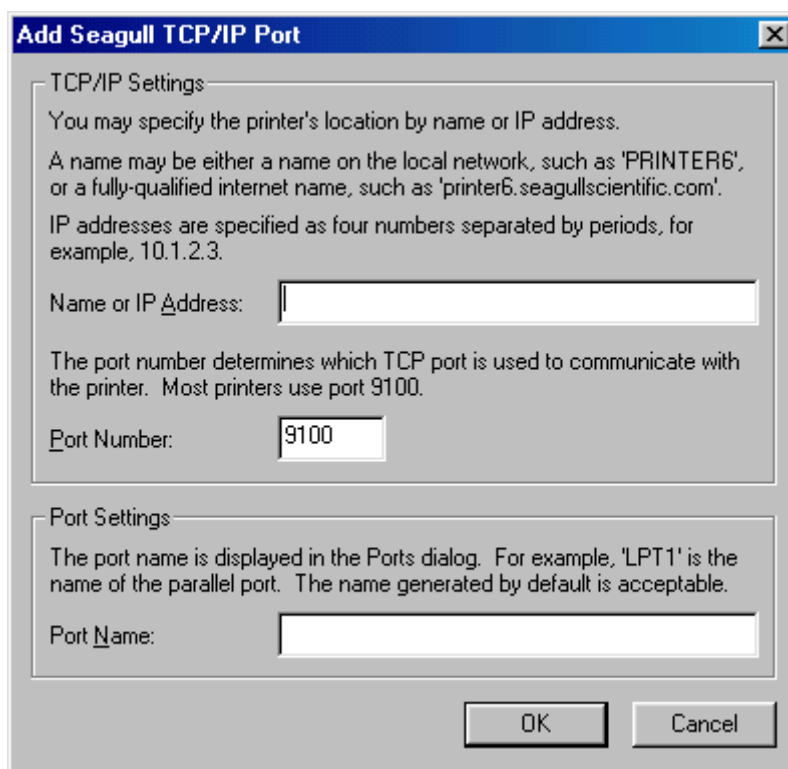 Add Seagull TCP/IP Port
TCP/IP Settings
You may specify the printer's location by name or IP address.
A name may be either a name on the local network, such as 'PRINTER6',
or a fully-qualified internet name, such as 'printer6.seagullscientific.com'.
IP addresses are specified as four numbers separated by periods, for
example, 10.1.2.3.
Name or IP Address:
The port number determines which TCP port is used to communicate with
the printer.  Most printers use port 9100.
Port Number: 9100
Port Settings
The port name is displayed in the Ports dialog.  For example, 'LPT1' is the
name of the parallel port.  The name generated by default is acceptable.
Port Name:
OK Cancel